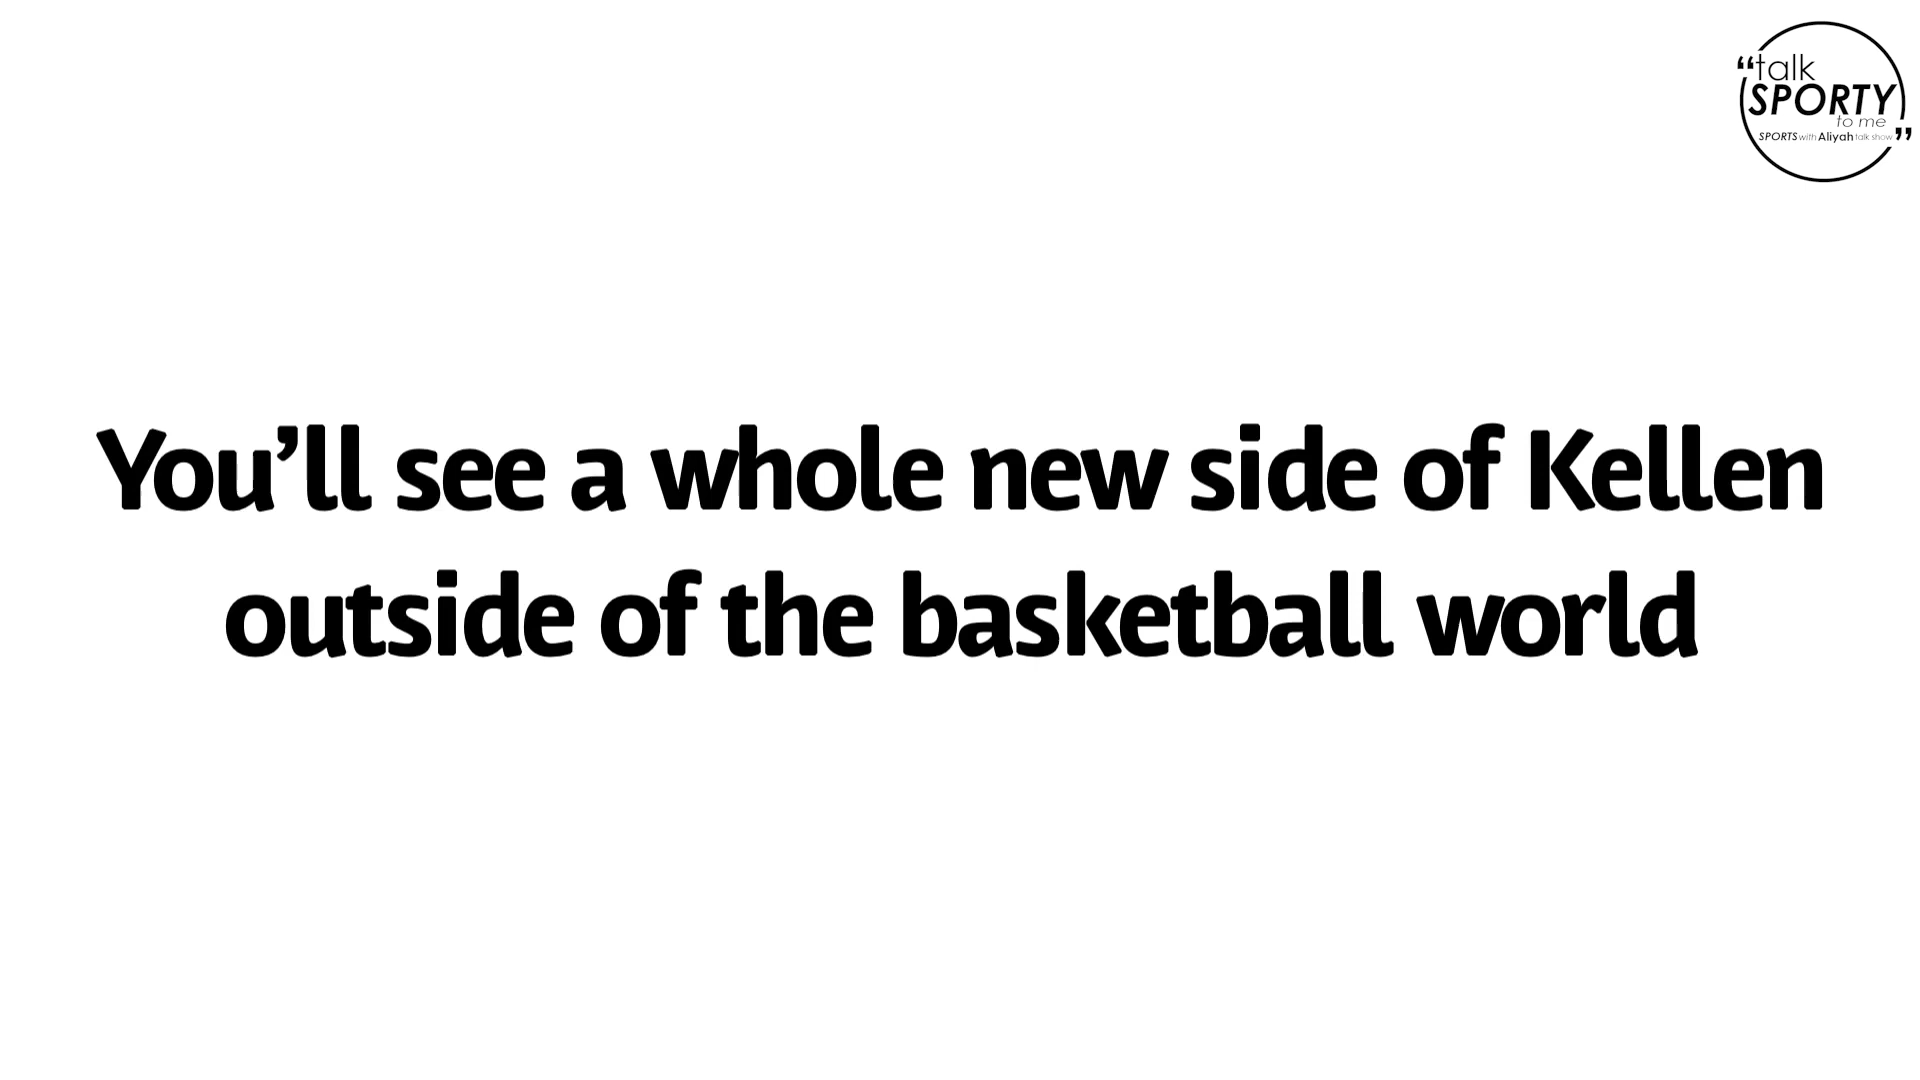 “talk
SPORTY
to me
SPORTS with Aliyah talk show”
You’ll see a whole new side of Kellen
outside of the basketball world